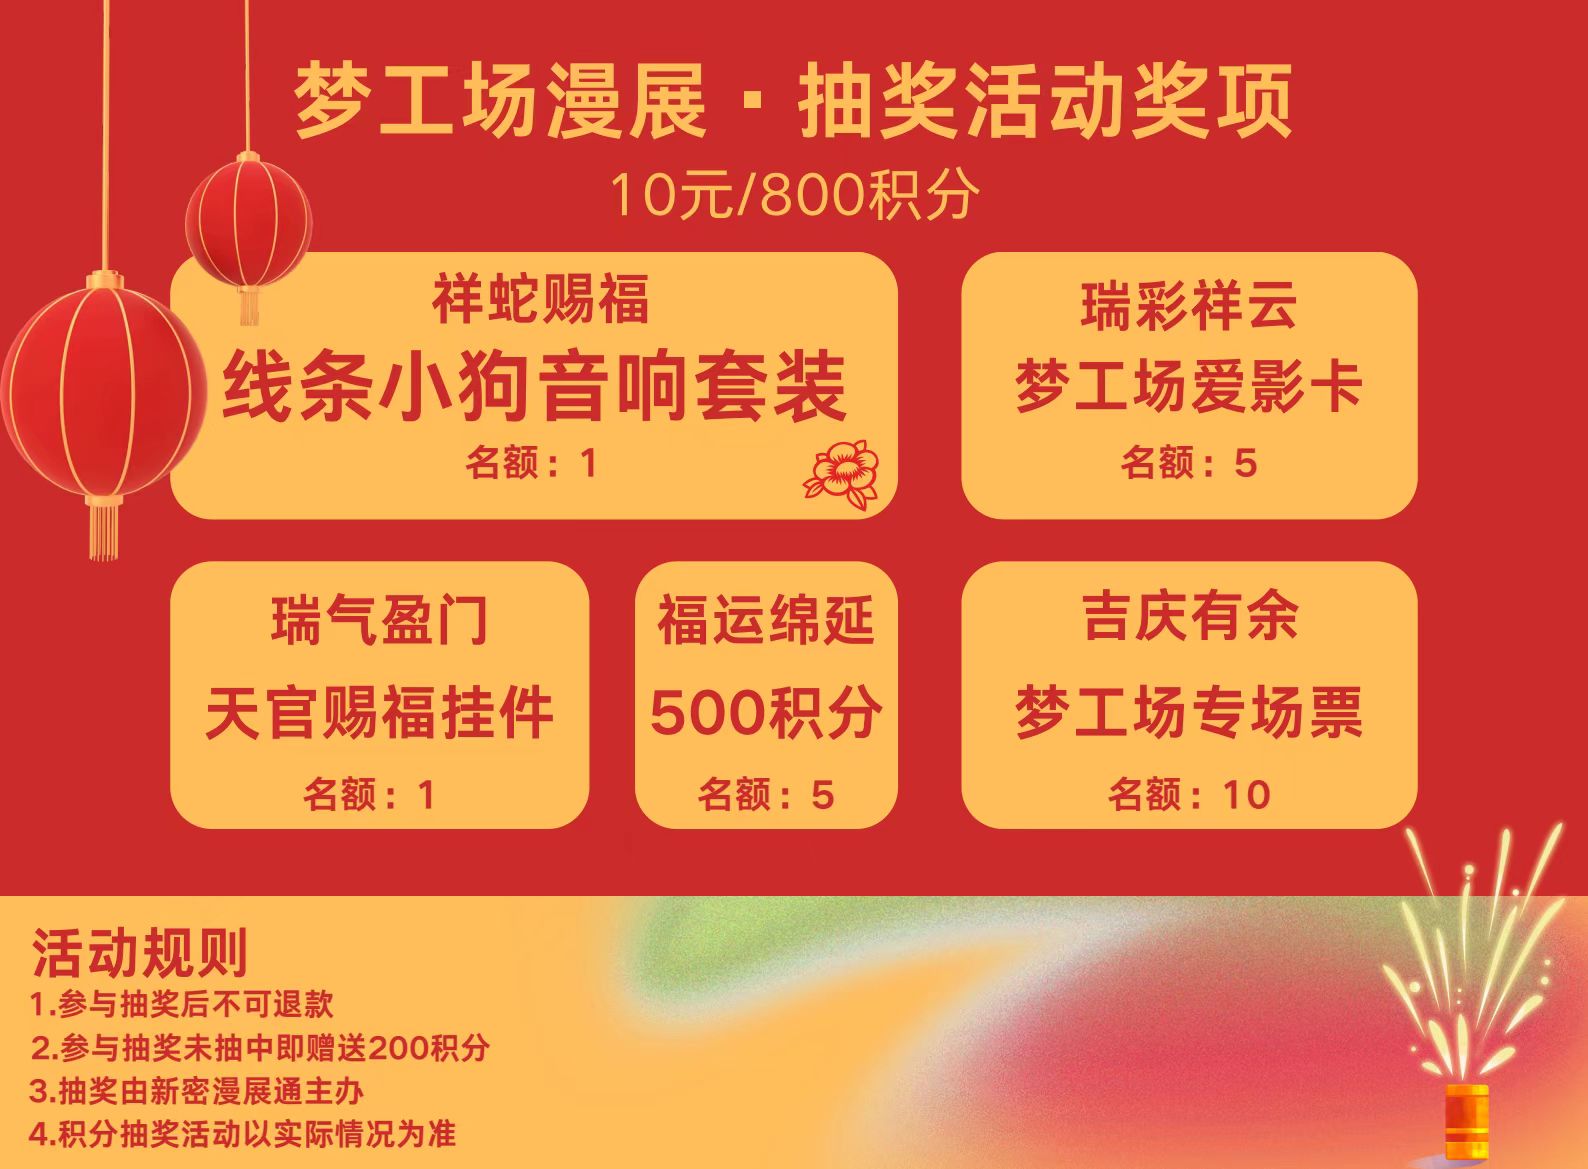 梦工场漫展·抽奖活动奖项
10元/800积分
祥蛇赐福
线条小狗音响套装
名额：1
瑞彩祥云
梦工场爱影卡
名额：5
瑞气盈门
天官赐福挂件
名额：1
福运绵延
500积分
名额：5
吉庆有余
梦工场专场票
名额：10
活动规则
1.参与抽奖后不可退款
2.参与抽奖未抽中即赠送200积分
3.抽奖由新密漫展通主办
4.积分抽奖活动以实际情况为准